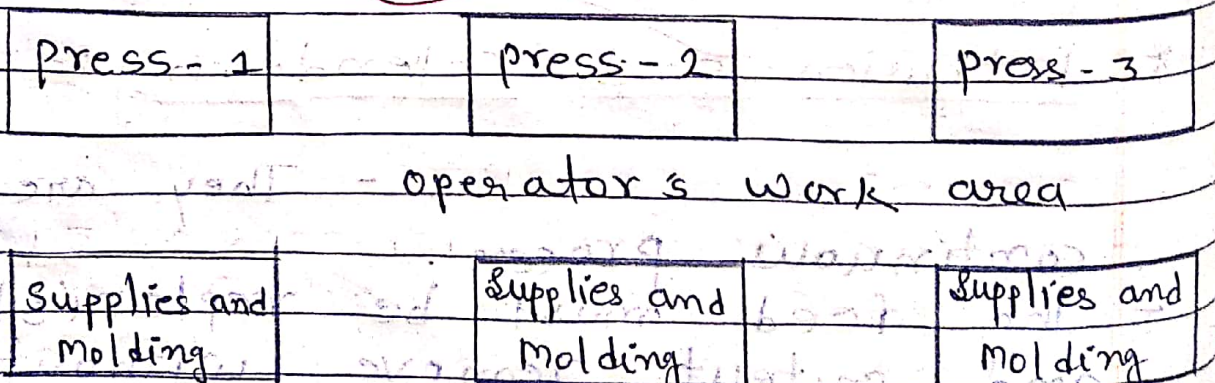 press - 1 press - 2 press - 3
operator's work area
Supplies and Supplies and Supplies and
Molding Molding Molding